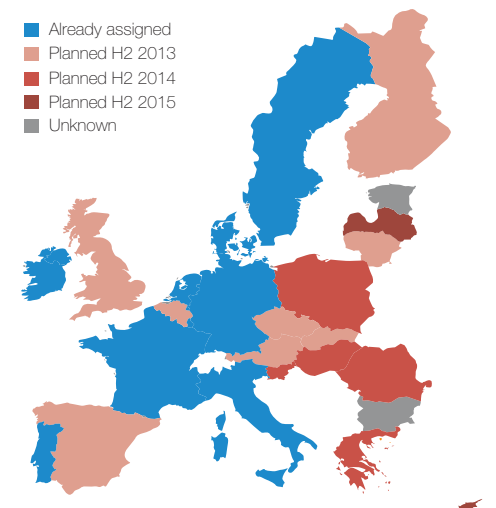 Already assigned
Planned H2 2013
Planned H2 2014
Planned H2 2015
Unknown